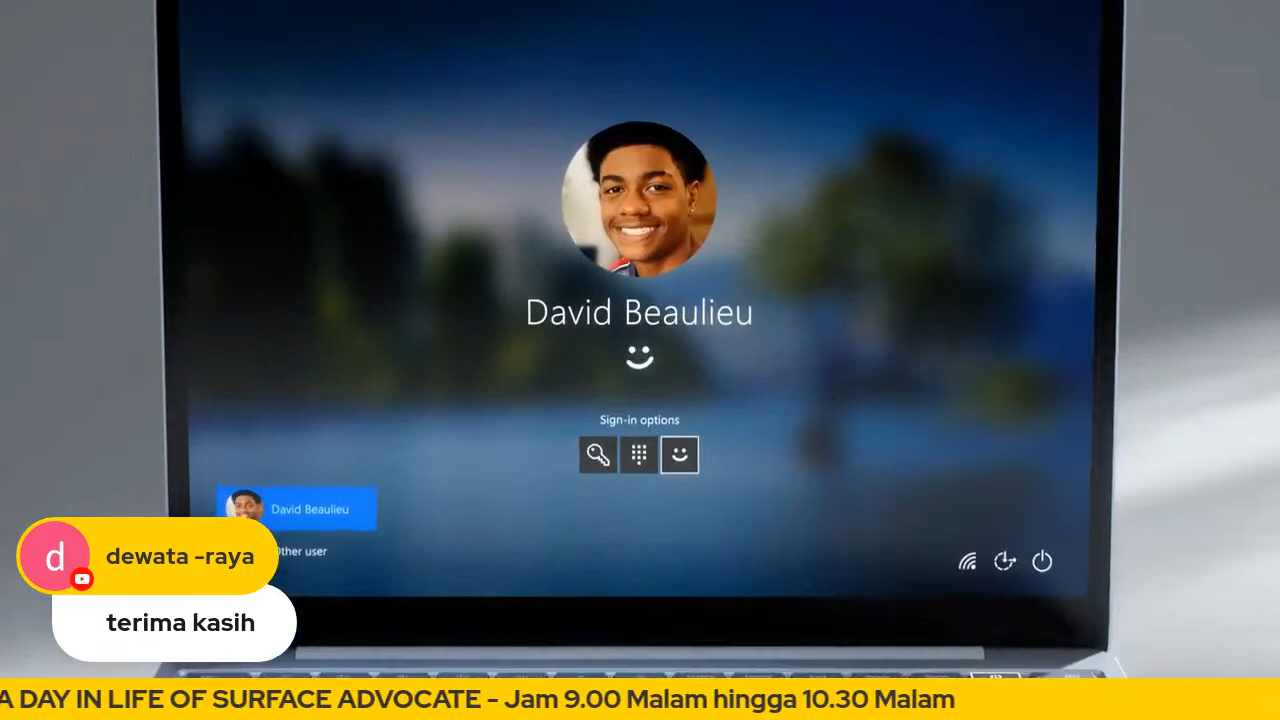 David Beaulieu
Sign-in options
David Beaulieu
Other user
d
dewata -raya
terima kasih
A DAY IN LIFE OF SURFACE ADVOCATE - Jam 9.00 Malam hingga 10.30 Malam